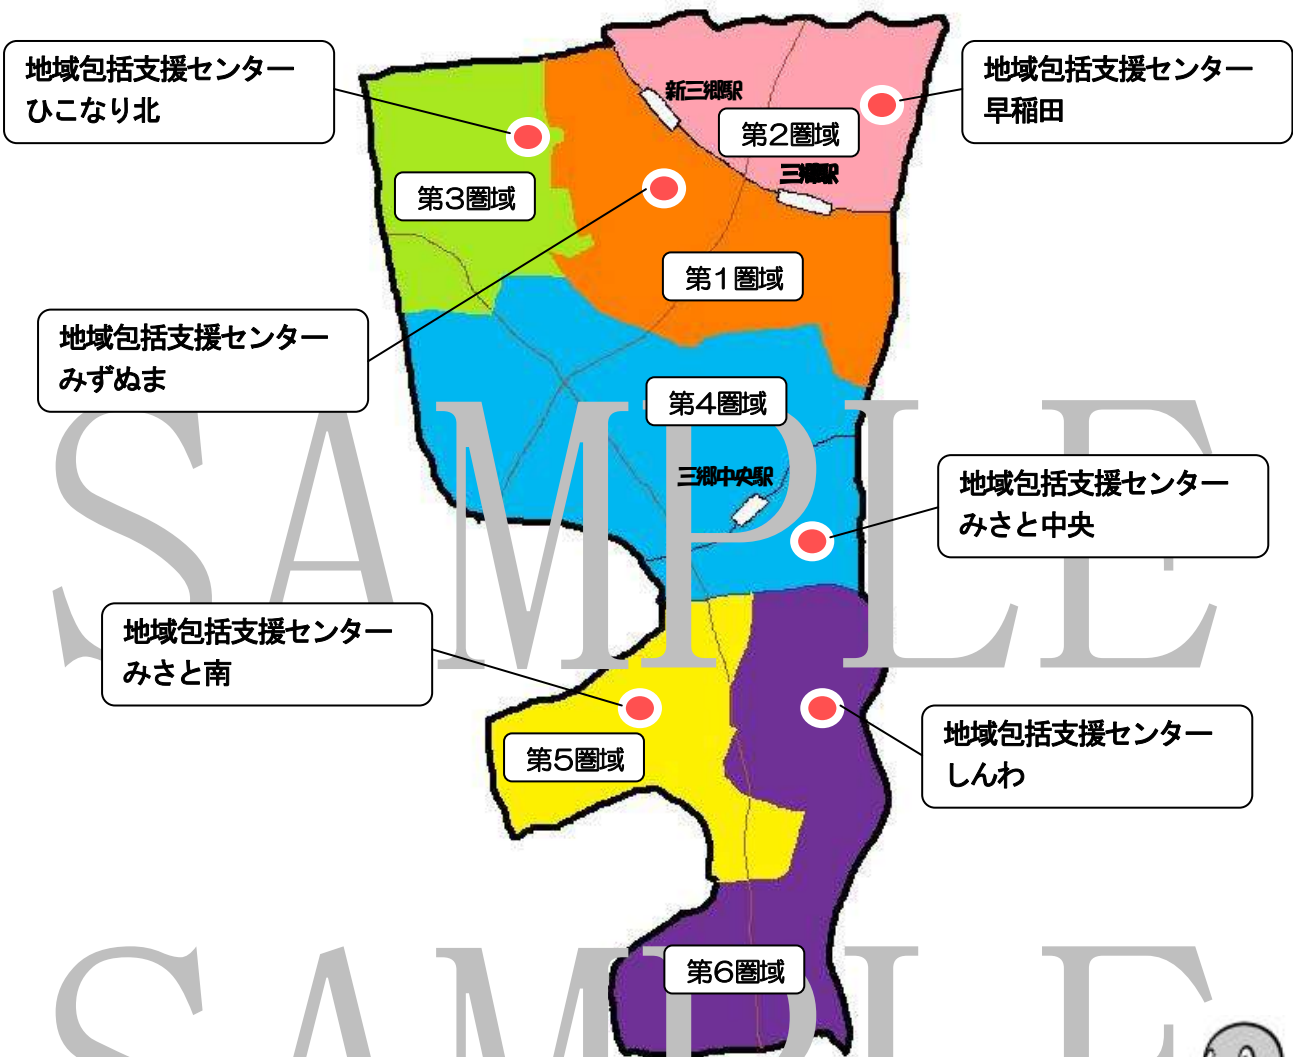 地域包括支援センター
ひこなり北
地域包括支援センター
早稲田
新三郷駅
第2圏域
三郷駅
第3圏域
第1圏域
地域包括支援センター
みずぬま
第4圏域
三郷中央駅
地域包括支援センター
みさと中央
SAMPLE
地域包括支援センター
みさと南
地域包括支援センター
しんわ
第5圏域
第6圏域
SAMPLE